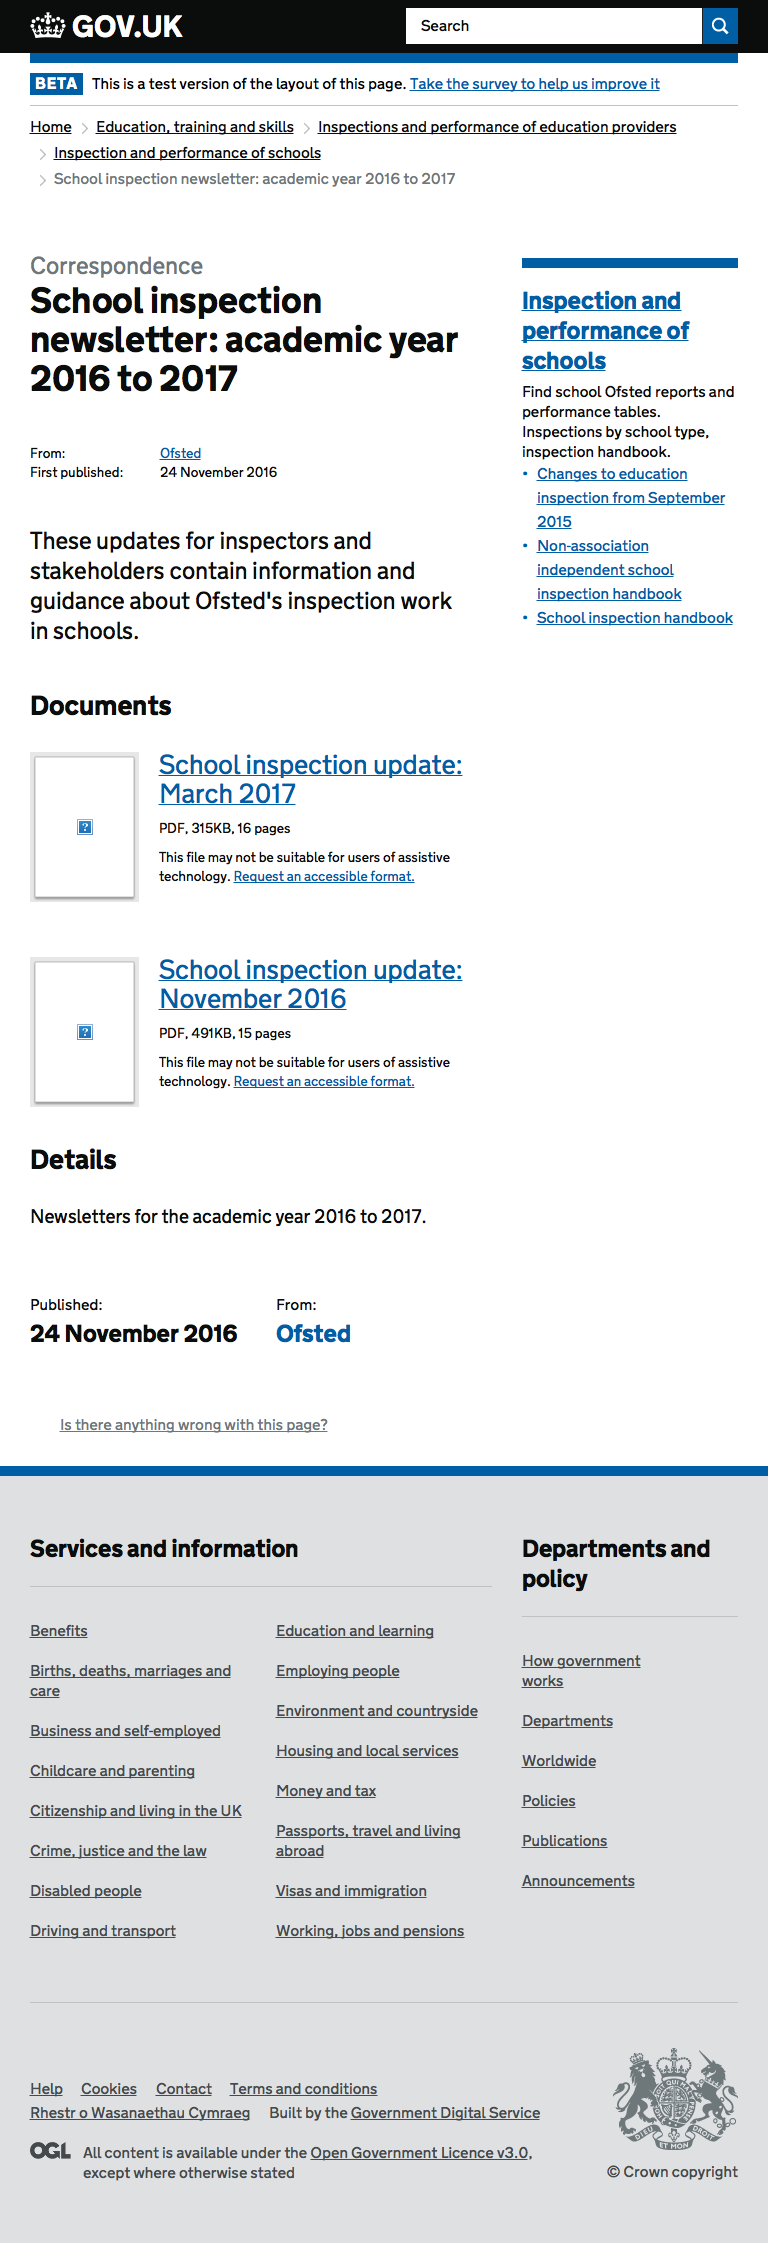 GOV.UK
Search
BETA This is a test version of the layout of this page. Take the survey to help us improve it
Home Education, training and skills Inspections and performance of education providers
Inspection and performance of schools
School inspection newsletter: academic year 2016 to 2017
Correspondence
School inspection
newsletter: academic year
2016 to 2017
From: Ofsted
First published: 24 November 2016
These updates for inspectors and
stakeholders contain information and
guidance about Ofsted's inspection work
in schools.
Inspection and
performance of
schools
Find school Ofsted reports and
performance tables.
Inspections by school type,
inspection handbook.
• Changes to education
inspection from September
2015
• Non-association
independent school
inspection handbook
• School inspection handbook
Documents
School inspection update:
March 2017
PDF, 315KB, 16 pages
This file may not be suitable for users of assistive
technology. Request an accessible format.
School inspection update:
November 2016
PDF, 491KB, 15 pages
This file may not be suitable for users of assistive
technology. Request an accessible format.
Details
Newsletters for the academic year 2016 to 2017.
Published:
24 November 2016
From:
Ofsted
Is there anything wrong with this page?
Services and information
Benefits
Births, deaths, marriages and
care
Business and self-employed
Childcare and parenting
Citizenship and living in the UK
Crime, justice and the law
Disabled people
Driving and transport
Education and learning
Employing people
Environment and countryside
Housing and local services
Money and tax
Passports, travel and living
abroad
Visas and immigration
Working, jobs and pensions
Departments and
policy
How government
works
Departments
Worldwide
Policies
Publications
Announcements
Help Cookies Contact Terms and conditions
Rhestr o Wasanaethau Cymraeg Built by the Government Digital Service
OGL All content is available under the Open Government Licence v3.0,
except where otherwise stated
DIEU ET MON DROIT
© Crown copyright